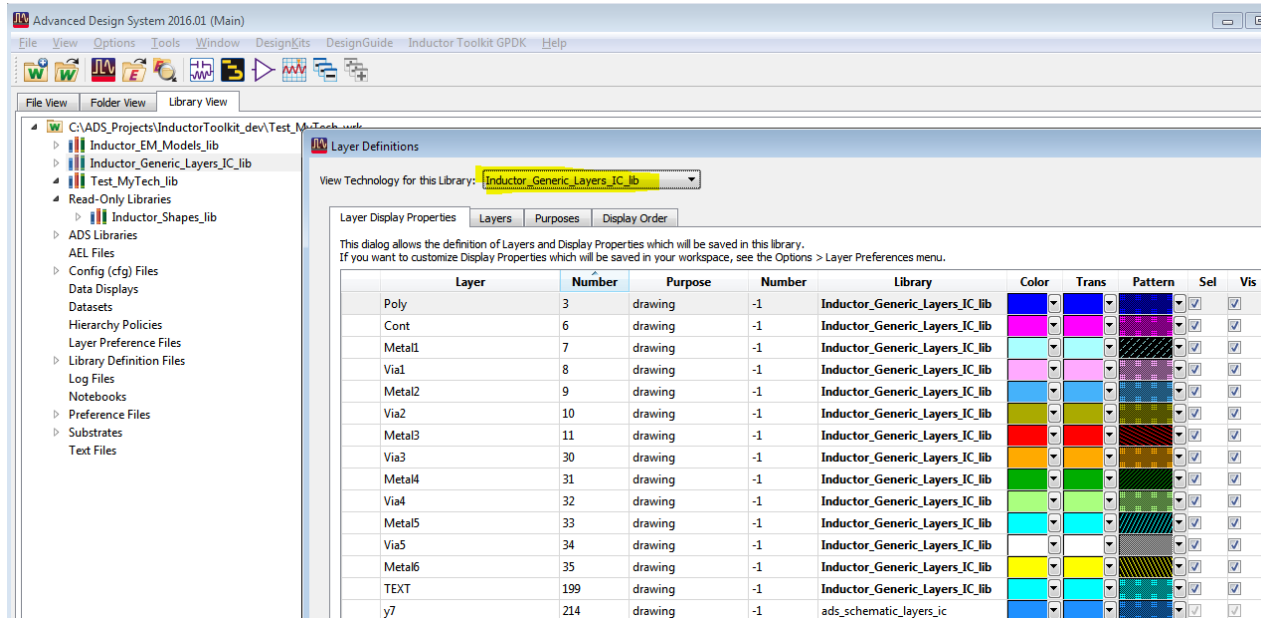 Advanced Design System 2016.01 (Main)
File View Options Tools Window DesignKits DesignGuide Inductor Toolkit GPDK Help
File View Folder View Library View
C:\ADS_Projects\InductorToolkit_dev\Test_MyTech_wrk
Inductor_EM_Models_lib
Inductor_Generic_Layers_IC_lib
Test_MyTech_lib
Read-Only Libraries
Inductor_Shapes_lib
ADS Libraries
AEL Files
Config (cfg) Files
Data Displays
Datasets
Hierarchy Policies
Layer Preference Files
Library Definition Files
Log Files
Notebooks
Preference Files
Substrates
Text Files
Layer Definitions
View Technology for this Library: Inductor_Generic_Layers_IC_lib
Layer Display Properties Layers Purposes Display Order
This dialog allows the definition of Layers and Display Properties which will be saved in this library.
If you want to customize Display Properties which will be saved in your workspace, see the Options > Layer Preferences menu.
Layer Number Purpose Number Library Color Trans Pattern Sel Vis
Poly 3 drawing -1 Inductor_Generic_Layers_IC_lib
Cont 6 drawing -1 Inductor_Generic_Layers_IC_lib
Metal1 7 drawing -1 Inductor_Generic_Layers_IC_lib
Via1 8 drawing -1 Inductor_Generic_Layers_IC_lib
Metal2 9 drawing -1 Inductor_Generic_Layers_IC_lib
Via2 10 drawing -1 Inductor_Generic_Layers_IC_lib
Metal3 11 drawing -1 Inductor_Generic_Layers_IC_lib
Via3 30 drawing -1 Inductor_Generic_Layers_IC_lib
Metal4 31 drawing -1 Inductor_Generic_Layers_IC_lib
Via4 32 drawing -1 Inductor_Generic_Layers_IC_lib
Metal5 33 drawing -1 Inductor_Generic_Layers_IC_lib
Via5 34 drawing -1 Inductor_Generic_Layers_IC_lib
Metal6 35 drawing -1 Inductor_Generic_Layers_IC_lib
TEXT 199 drawing -1 Inductor_Generic_Layers_IC_lib
y7 214 drawing -1 ads_schematic_layers_ic